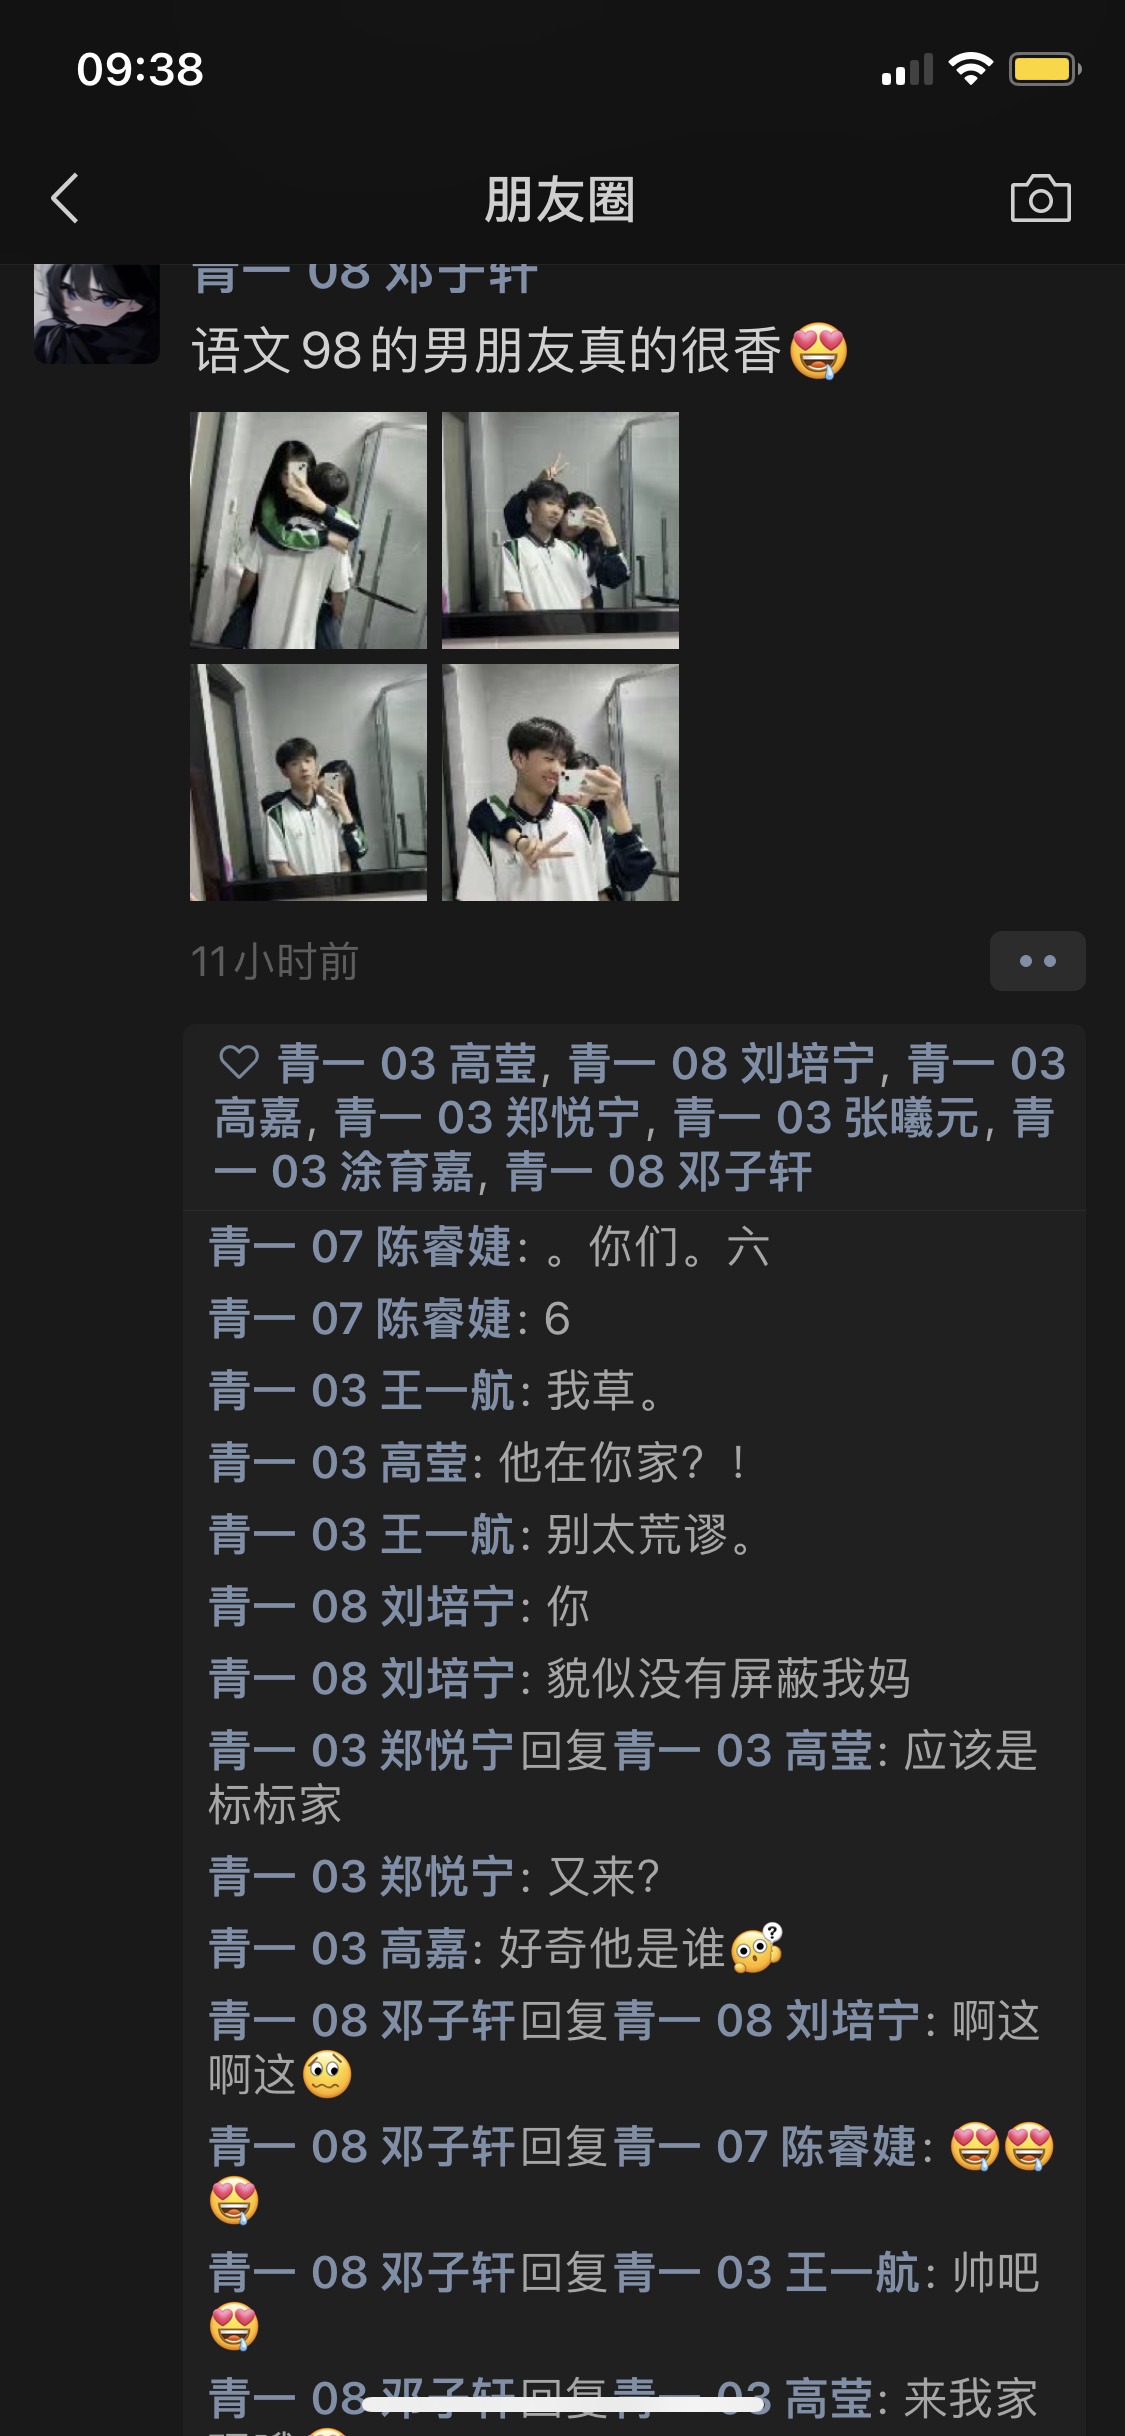 09:38
朋友圈
青一 08 邓子轩
语文98的男朋友真的很香
11小时前
青一 03 高莹, 青一 08 刘培宁, 青一 03
高嘉, 青一 03 郑悦宁, 青一 03 张曦元, 青
一 03 涂育嘉, 青一 08 邓子轩
青一 07 陈睿婕: 。你们。六
青一 07 陈睿婕: 6
青一 03 王一航: 我草。
青一 03 高莹: 他在你家？！
青一 03 王一航: 别太荒谬。
青一 08 刘培宁: 你
青一 08 刘培宁: 貌似没有屏蔽我妈
青一 03 郑悦宁回复青一 03 高莹: 应该是
标标家
青一 03 郑悦宁: 又来?
青一 03 高嘉: 好奇他是谁
青一 08 邓子轩回复青一 08 刘培宁: 啊这
啊这
青一 08 邓子轩回复青一 07 陈睿婕:
青一 08 邓子轩回复青一 03 王一航: 帅吧
青一 08 邓子轩回复青一 03 高莹: 来我家